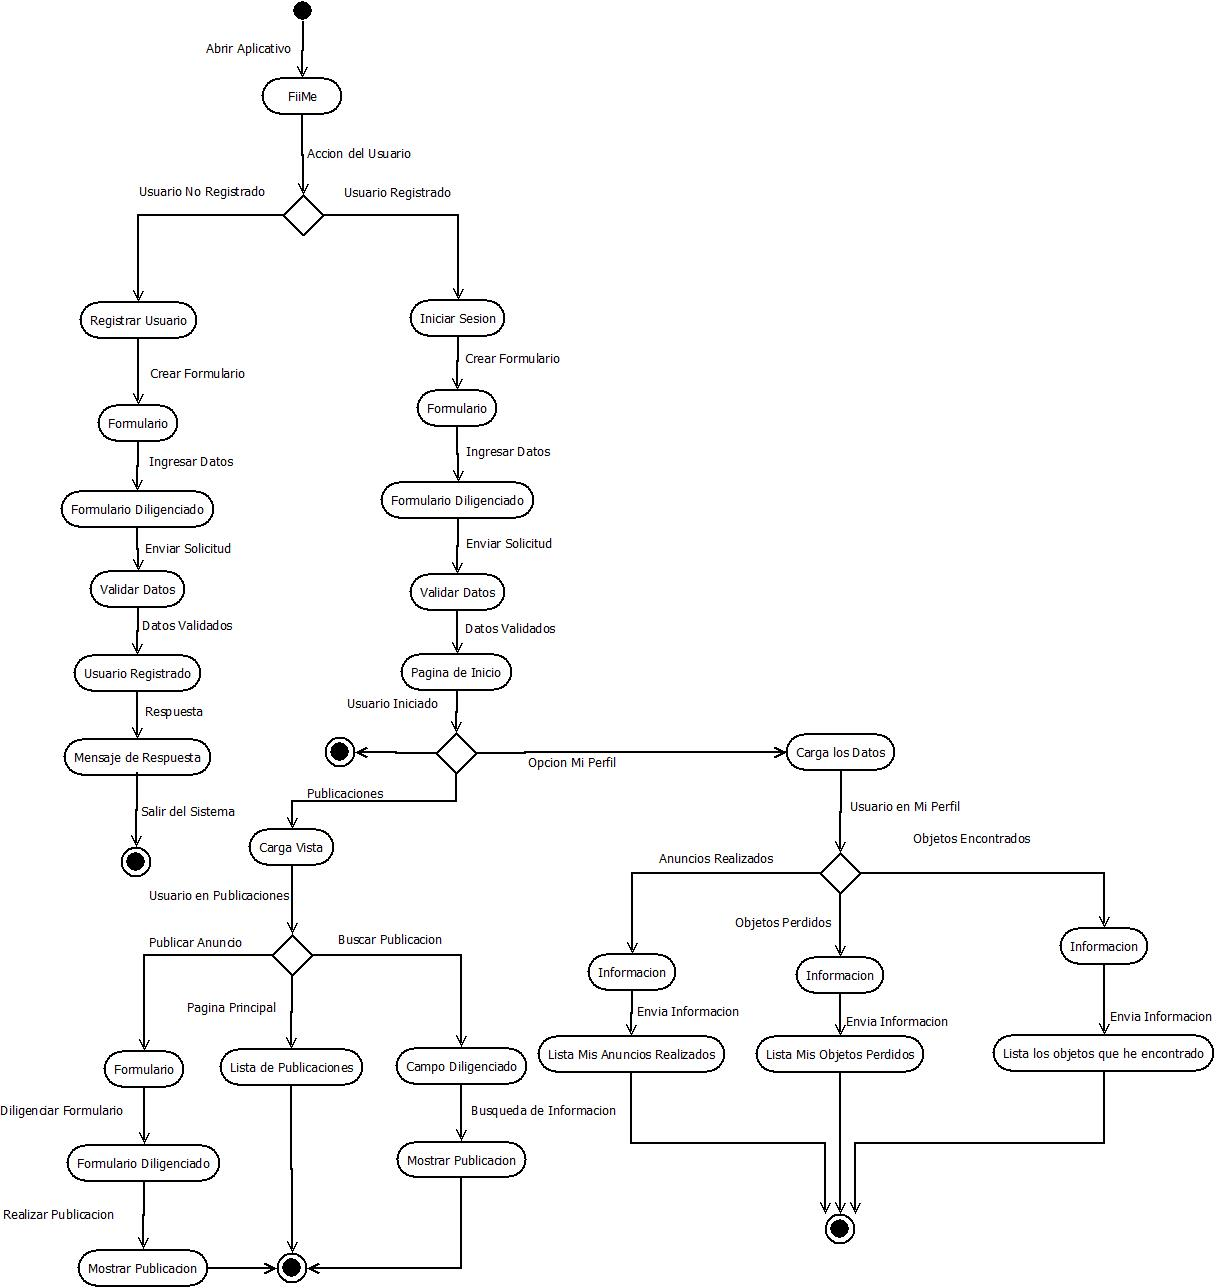 Abrir Aplicativo
FiiMe
Accion del Usuario
Usuario No Registrado
Usuario Registrado
Registrar Usuario
Crear Formulario
Formulario
Ingresar Datos
Formulario Diligenciado
Enviar Solicitud
Validar Datos
Datos Validados
Usuario Registrado
Respuesta
Mensaje de Respuesta
Salir del Sistema
Iniciar Sesion
Crear Formulario
Formulario
Ingresar Datos
Formulario Diligenciado
Enviar Solicitud
Validar Datos
Datos Validados
Pagina de Inicio
Usuario Iniciado
Opcion Mi Perfil
Publicaciones
Carga Vista
Usuario en Publicaciones
Publicar Anuncio
Buscar Publicacion
Pagina Principal
Formulario
Diligenciar Formulario
Formulario Diligenciado
Realizar Publicacion
Mostrar Publicacion
Lista de Publicaciones
Campo Diligenciado
Busqueda de Informacion
Mostrar Publicacion
Carga los Datos
Usuario en Mi Perfil
Anuncios Realizados
Objetos Encontrados
Objetos Perdidos
Informacion
Envia Informacion
Lista Mis Anuncios Realizados
Informacion
Envia Informacion
Lista Mis Objetos Perdidos
Informacion
Envia Informacion
Lista los objetos que he encontrado